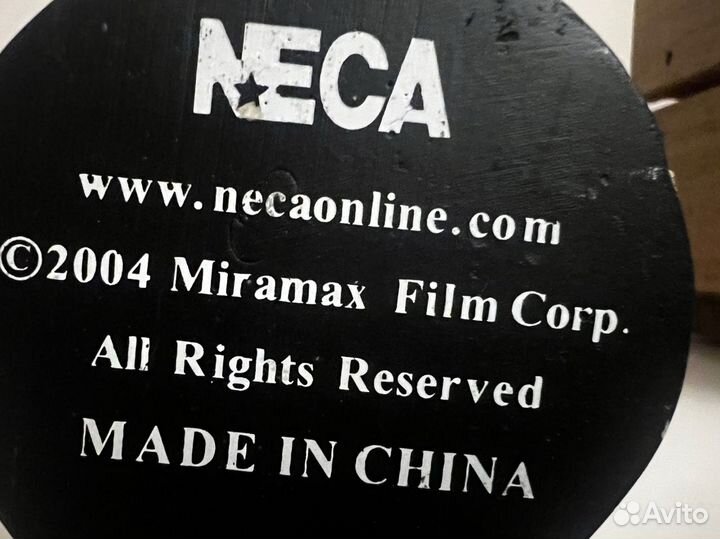 NECA
www.necaonline.com
©2004 Miramax Film Corp.
All Rights Reserved
MADE IN CHINA
Avito